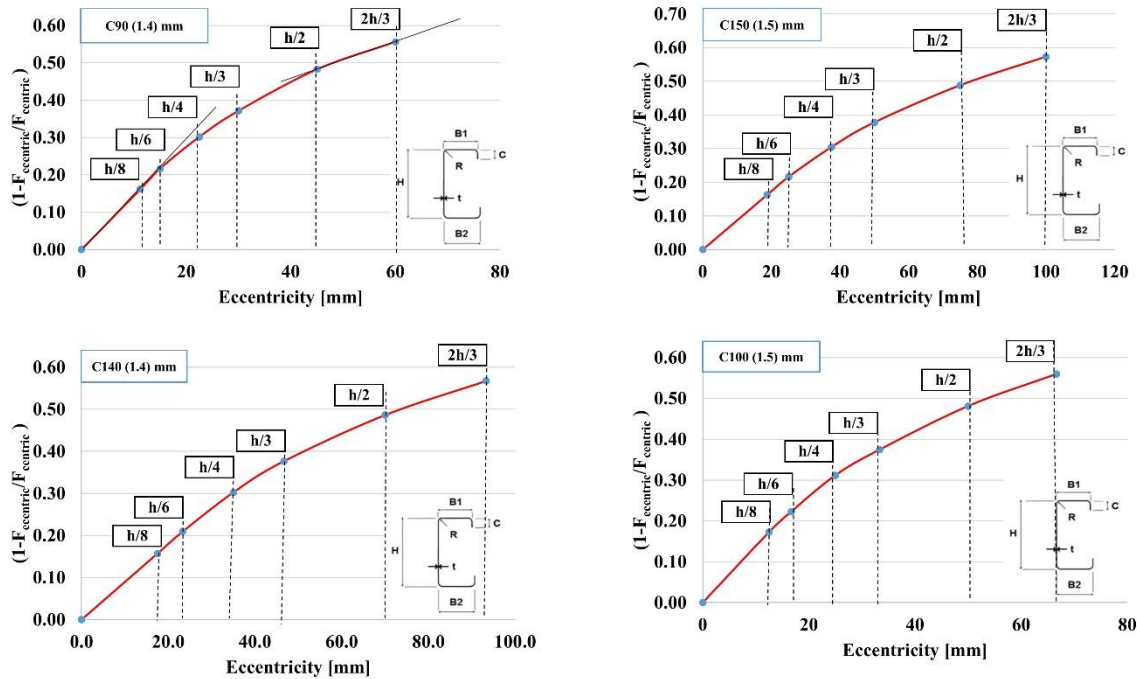 C90 (1.4) mm
(1-Feccentric/Fcentric)
0.60
0.50
0.40
0.30
0.20
0.10
0.00
h/8
h/6
h/4
h/3
h/2
2h/3
B1
C
R
H
t
B2
0 20 40 60 80
Eccentricity [mm]
C150 (1.5) mm
(1-Feccentric/Fcentric)
0.70
0.60
0.50
0.40
0.30
0.20
0.10
0.00
h/8
h/6
h/4
h/3
h/2
2h/3
B1
C
R
H
t
B2
0 20 40 60 80 100 120
Eccentricity [mm]
C140 (1.4) mm
(1-Feccentric/Fcentric)
0.60
0.50
0.40
0.30
0.20
0.10
0.00
h/8
h/6
h/4
h/3
h/2
2h/3
B1
C
R
H
t
B2
0.0 20.0 40.0 60.0 80.0 100.0
Eccentricity [mm]
C100 (1.5) mm
(1-Feccentric/Fcentric)
0.60
0.50
0.40
0.30
0.20
0.10
0.00
h/8
h/6
h/4
h/3
h/2
2h/3
B1
C
R
H
t
B2
0 20 40 60 80
Eccentricity [mm]